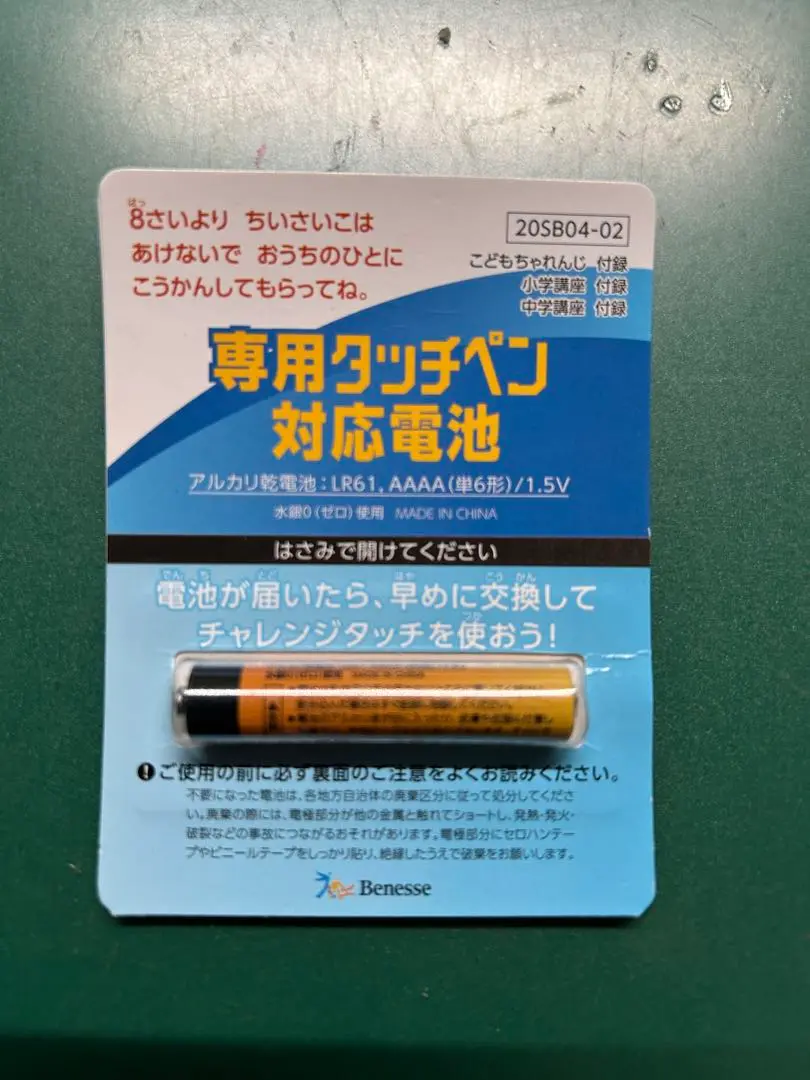 8さいより ちいさいこは
あけないで おうちのひとに
こうかんしてもらってね。
20SB04-02
こどもちゃれんじ 付録
小学講座 付録
中学講座 付録
専用タッチペン
対応電池
アルカリ乾電池:LR61, AAAA(単6形)/1.5V
水銀0(ゼロ)使用 MADE IN CHINA
はさみで開けてください
電池が届いたら、早めに交換して
チャレンジタッチを使おう!
❶ご使用の前に必ず裏面のご注意をよくお読みください。
不要になった電池は、各地方自治体の廃棄区分に従って処分してくださ
い。廃棄の際には、電極部分が他の金属と触れてショートし、発熱・発火・
破裂などの事故につながるおそれがあります。電極部分にセロハンテー
プやビニールテープをしっかり貼り、絶縁したうえで破棄をお願いします。
Benesse